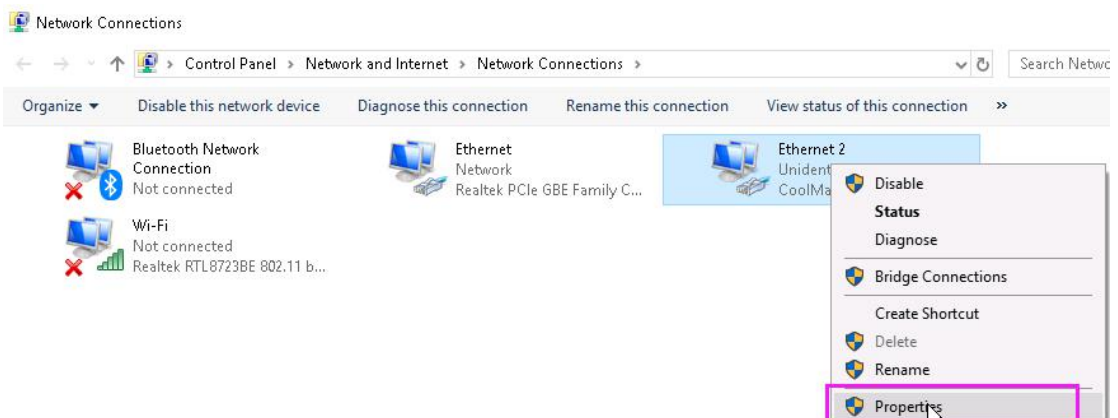 Network Connections
Control Panel > Network and Internet > Network Connections >
Search Netwo
Organize ▾ Disable this network device Diagnose this connection Rename this connection View status of this connection »
Bluetooth Network
Connection
Not connected
Ethernet
Network
Realtek PCIe GBE Family C...
Ethernet 2
Unident
CoolMa
Wi-Fi
Not connected
Realtek RTL8723BE 802.11 b...
Disable
Status
Diagnose
Bridge Connections
Create Shortcut
Delete
Rename
Properties